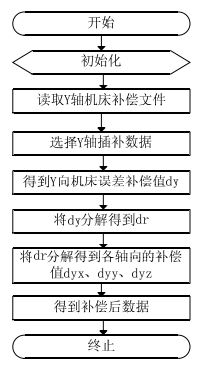 开始
初始化
读取Y轴机床补偿文件
选择Y轴插补数据
得到Y向机床误差补偿值dy
将dy分解得到dr
将dr分解得到各轴向的补偿
值dyx、dyy、dyz
得到补偿后数据
终止